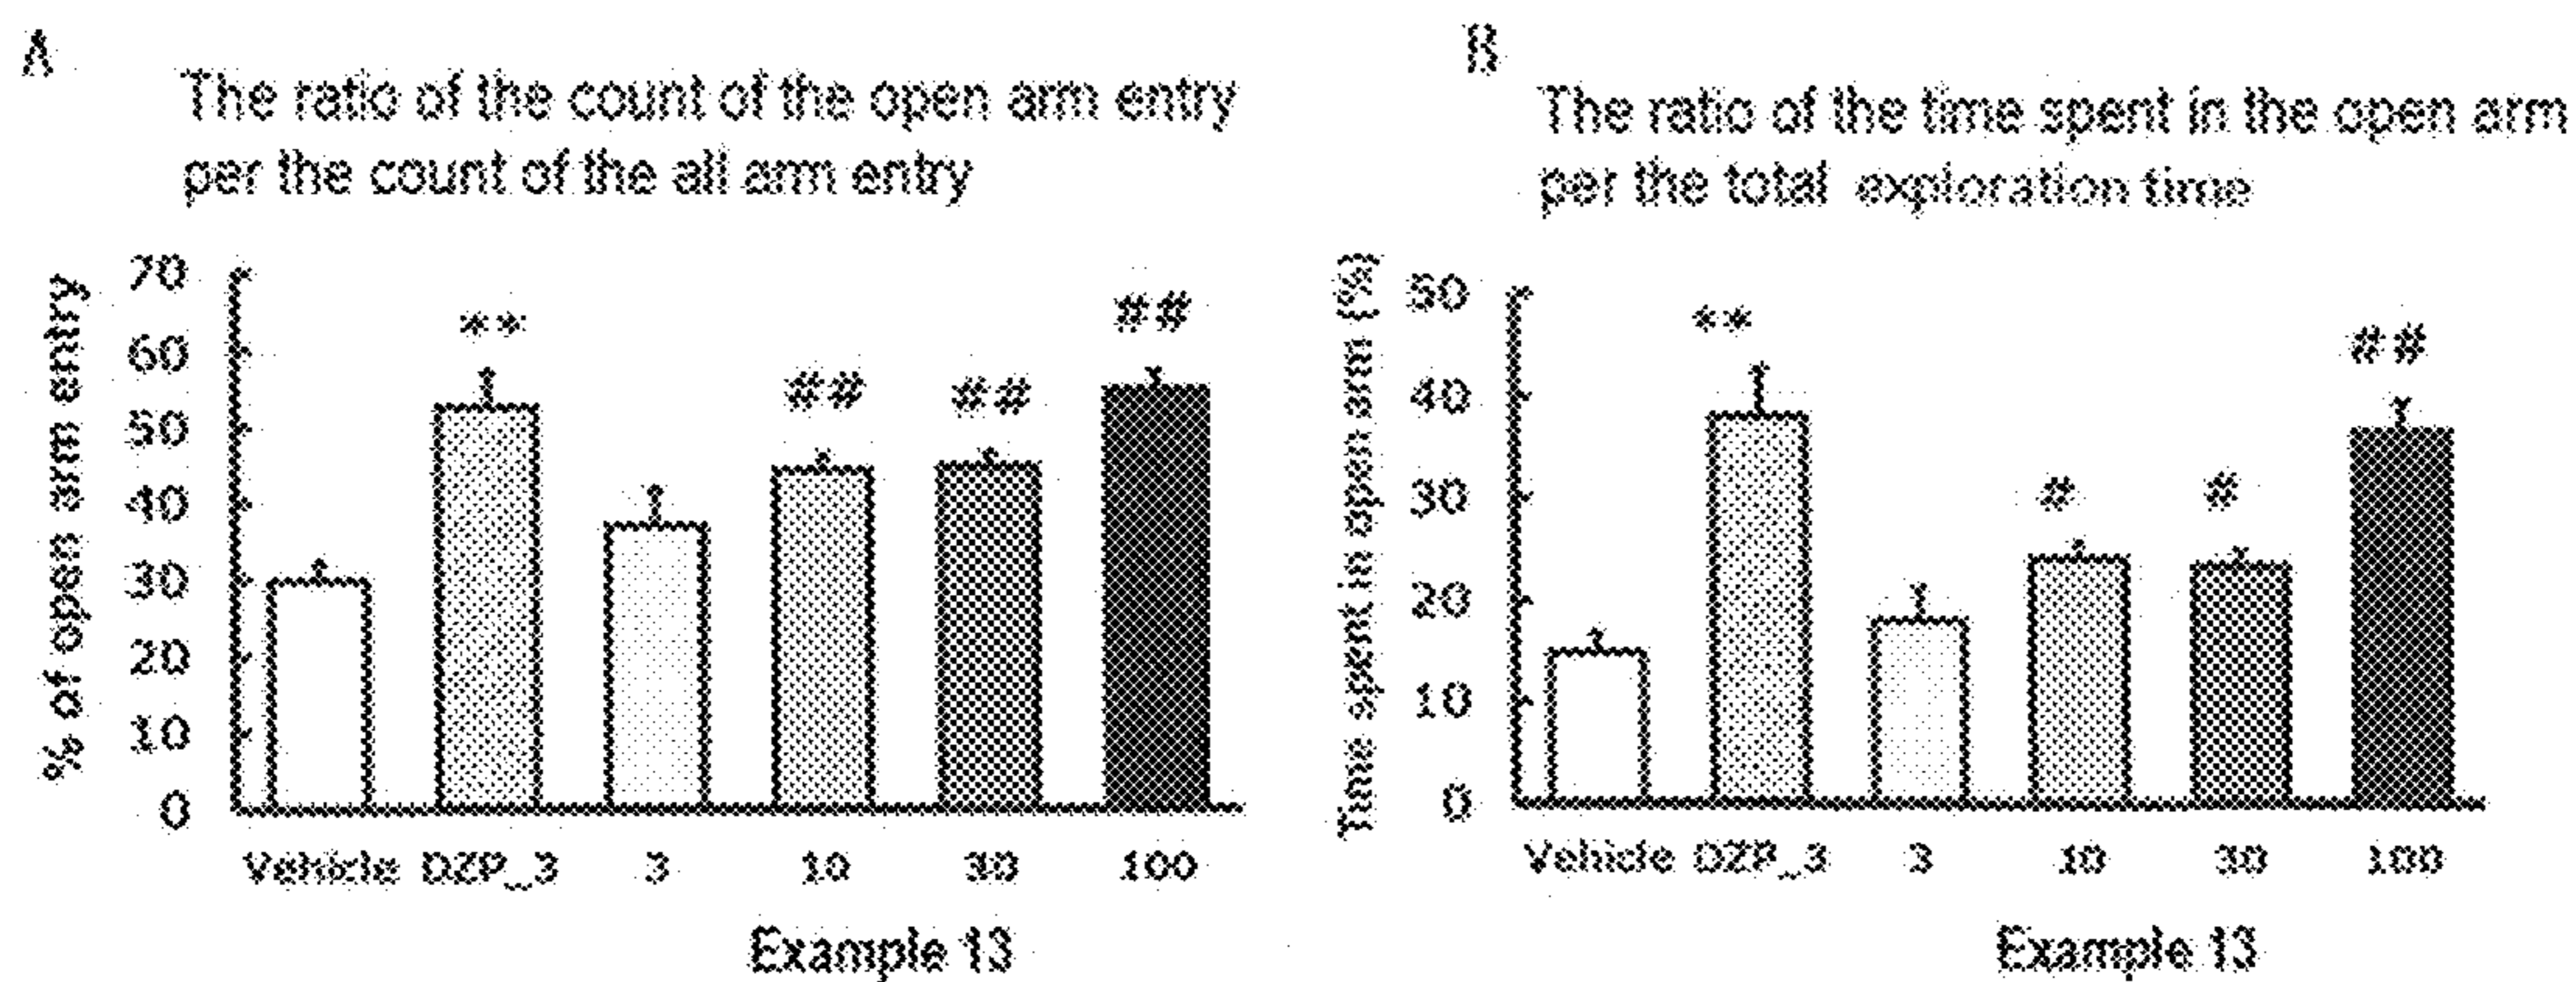 A
The ratio of the count of the open arm entry
per the count of the all arm entry
% of open arm entry
70
60
50
40
30
20
10
0
**
##
##
##
Vehicle DZP_3 3 10 30 100
Example 13
B
The ratio of the time spent in the open arm
per the total exploration time
Time spent in open arm (%)
50
40
30
20
10
0
**
#
#
##
Vehicle DZP_3 3 10 30 100
Example 13